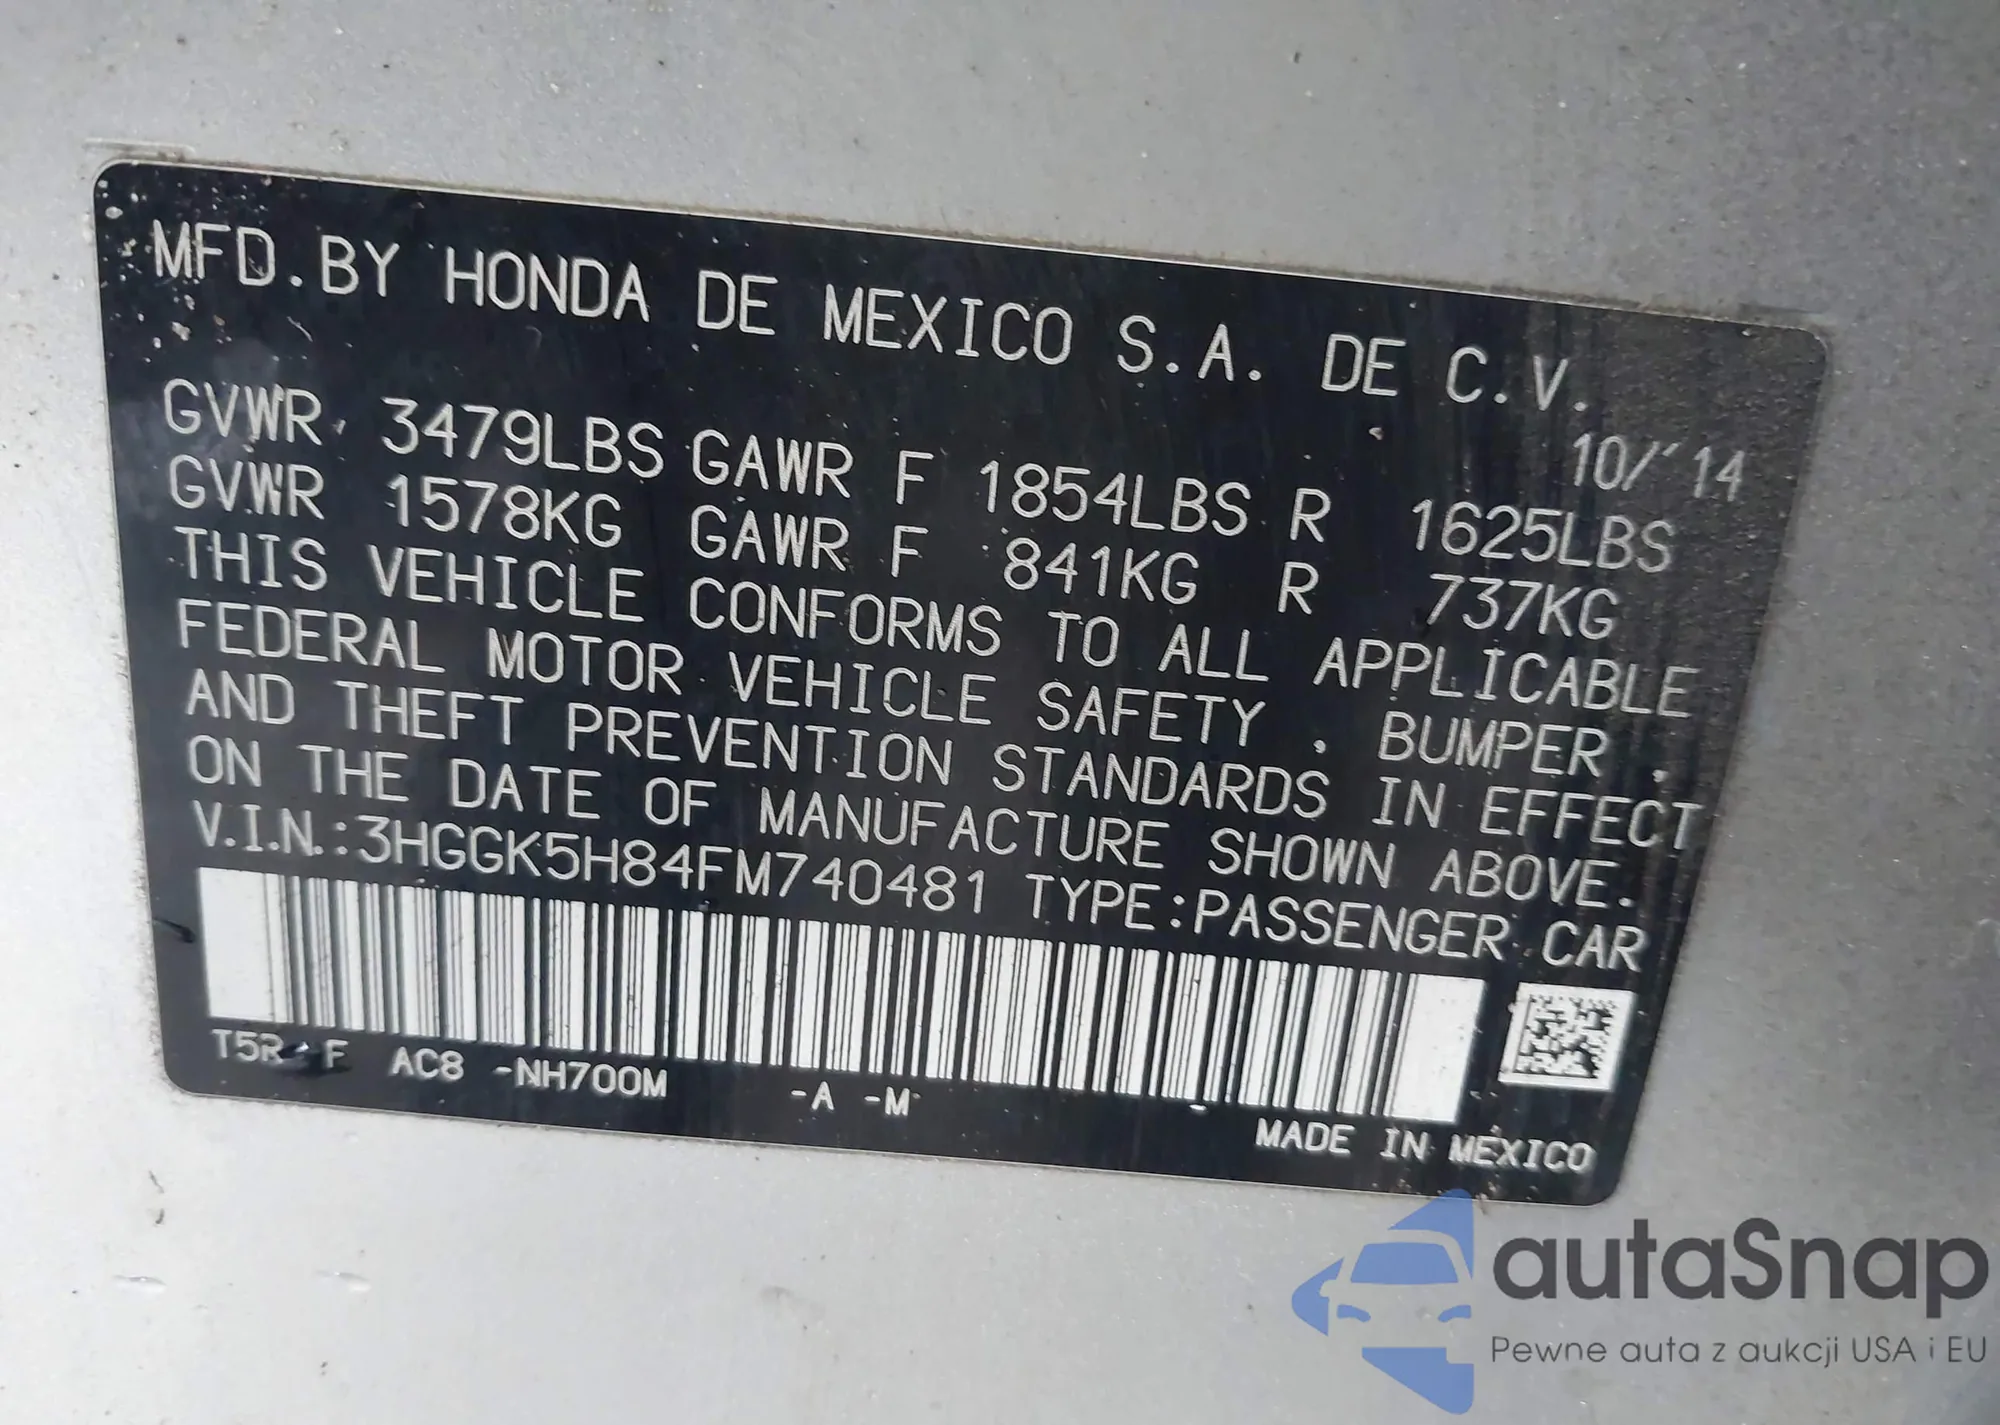 MFD.BY HONDA DE MEXICO S.A. DE C.V.
10/'14
GVWR 3479LBS GAWR F 1854LBS R 1625LBS
GVWR 1578KG GAWR F 841KG R 737KG
THIS VEHICLE CONFORMS TO ALL APPLICABLE
FEDERAL MOTOR VEHICLE SAFETY , BUMPER ,
AND THEFT PREVENTION STANDARDS IN EFFECT
ON THE DATE OF MANUFACTURE SHOWN ABOVE.
V.I.N.:3HGGK5H84FM740481 TYPE:PASSENGER CAR
AC8 -NH700M -A -M
MADE IN MEXICO
autaSnap
Pewne auta z aukcji USA i EU